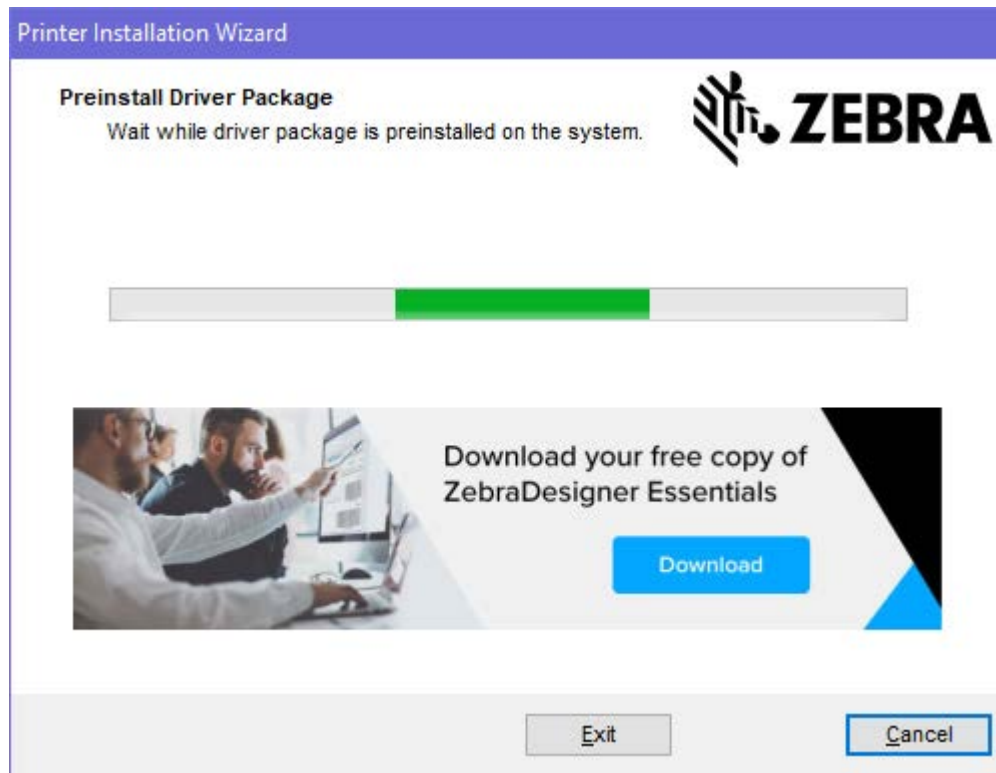 Printer Installation Wizard
Preinstall Driver Package
Wait while driver package is preinstalled on the system.
ZEBRA
Download your free copy of
ZebraDesigner Essentials
Download
Exit
Cancel